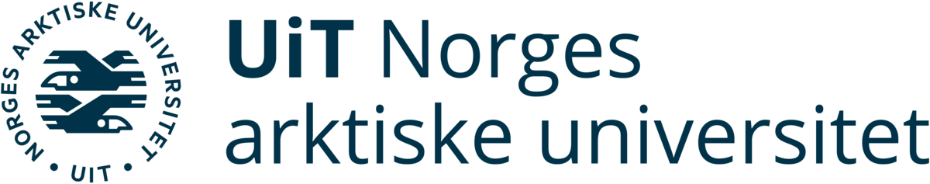 NORGES ARKTISKE UNIVERSITET
• UIT •
UiT Norges
arktiske universitet